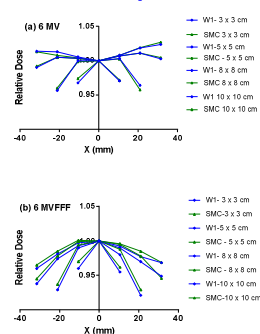 (a) 6 MV
1.05
0.95
Relative Dose
-40 -20 0 20 40
X (mm)
W1- 3 x 3 cm
SMC 3 x 3 cm
W1-5 x 5 cm
SMC - 5 x 5 cm
W1- 8 x 8 cm
SMC - 8 x 8 cm
W1 10 x 10 cm
SMC 10 x 10 cm
(b) 6 MVFFF
1.05
0.95
Relative Dose
-40 -20 0 20 40
X (mm)
W1- 3 x 3 cm
SMC-3 x 3 cm
W1-5 x 5 cm
SMC - 5 x 5 cm
W1- 8 x 8 cm
SMC - 8 x 8 cm
W1-10 x 10 cm
SMC-10 x 10 cm